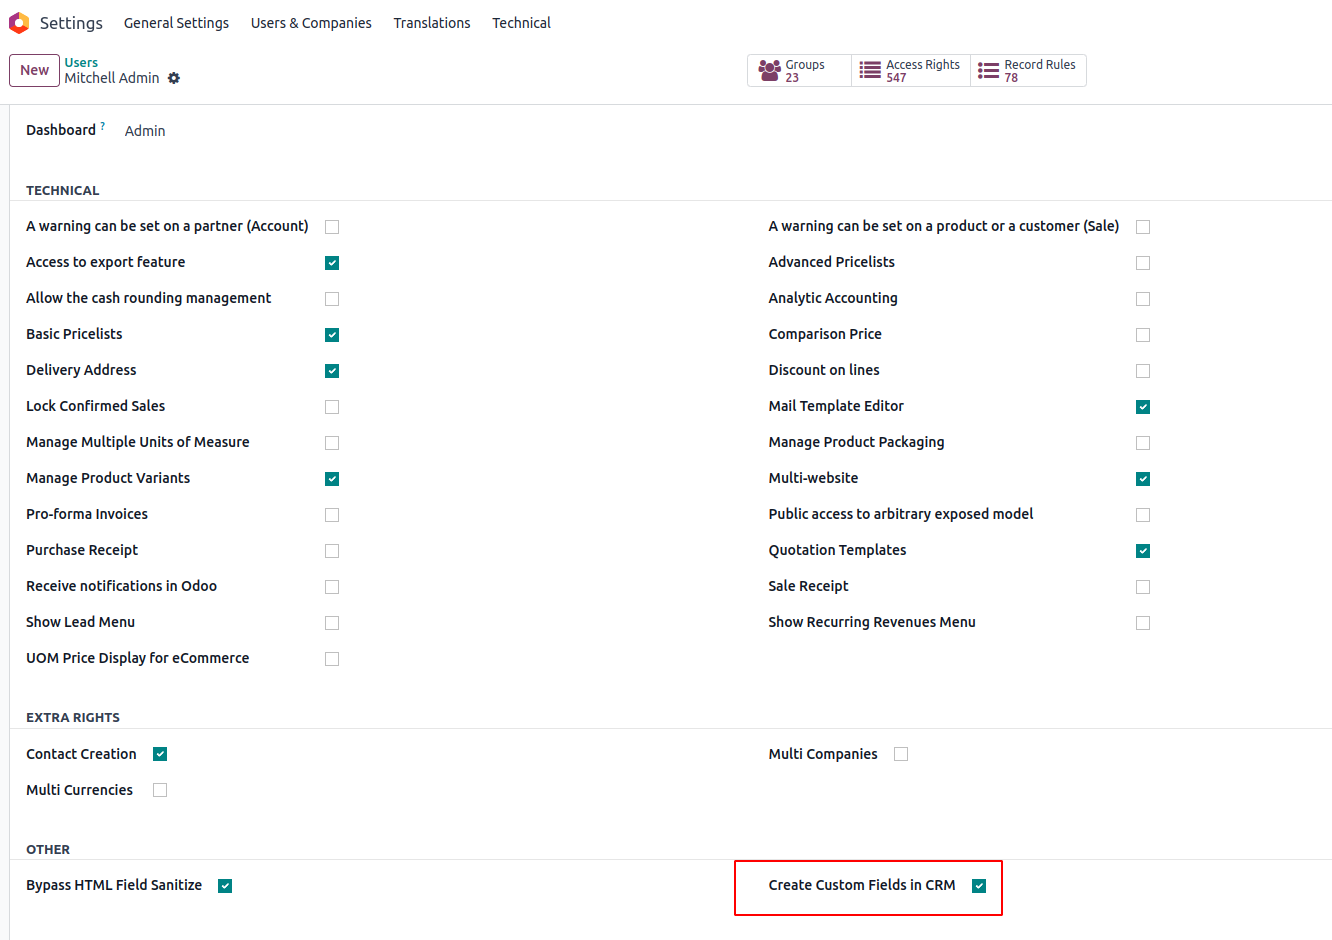 Settings General Settings Users & Companies Translations Technical
New
Users
Mitchell Admin
Groups
23
Access Rights
547
Record Rules
78
Dashboard ? Admin
TECHNICAL
A warning can be set on a partner (Account)
A warning can be set on a product or a customer (Sale)
Access to export feature
Advanced Pricelists
Allow the cash rounding management
Analytic Accounting
Basic Pricelists
Comparison Price
Delivery Address
Discount on lines
Lock Confirmed Sales
Mail Template Editor
Manage Multiple Units of Measure
Manage Product Packaging
Manage Product Variants
Multi-website
Pro-forma Invoices
Public access to arbitrary exposed model
Purchase Receipt
Quotation Templates
Receive notifications in Odoo
Sale Receipt
Show Lead Menu
Show Recurring Revenues Menu
UOM Price Display for eCommerce
EXTRA RIGHTS
Contact Creation
Multi Companies
Multi Currencies
OTHER
Bypass HTML Field Sanitize
Create Custom Fields in CRM